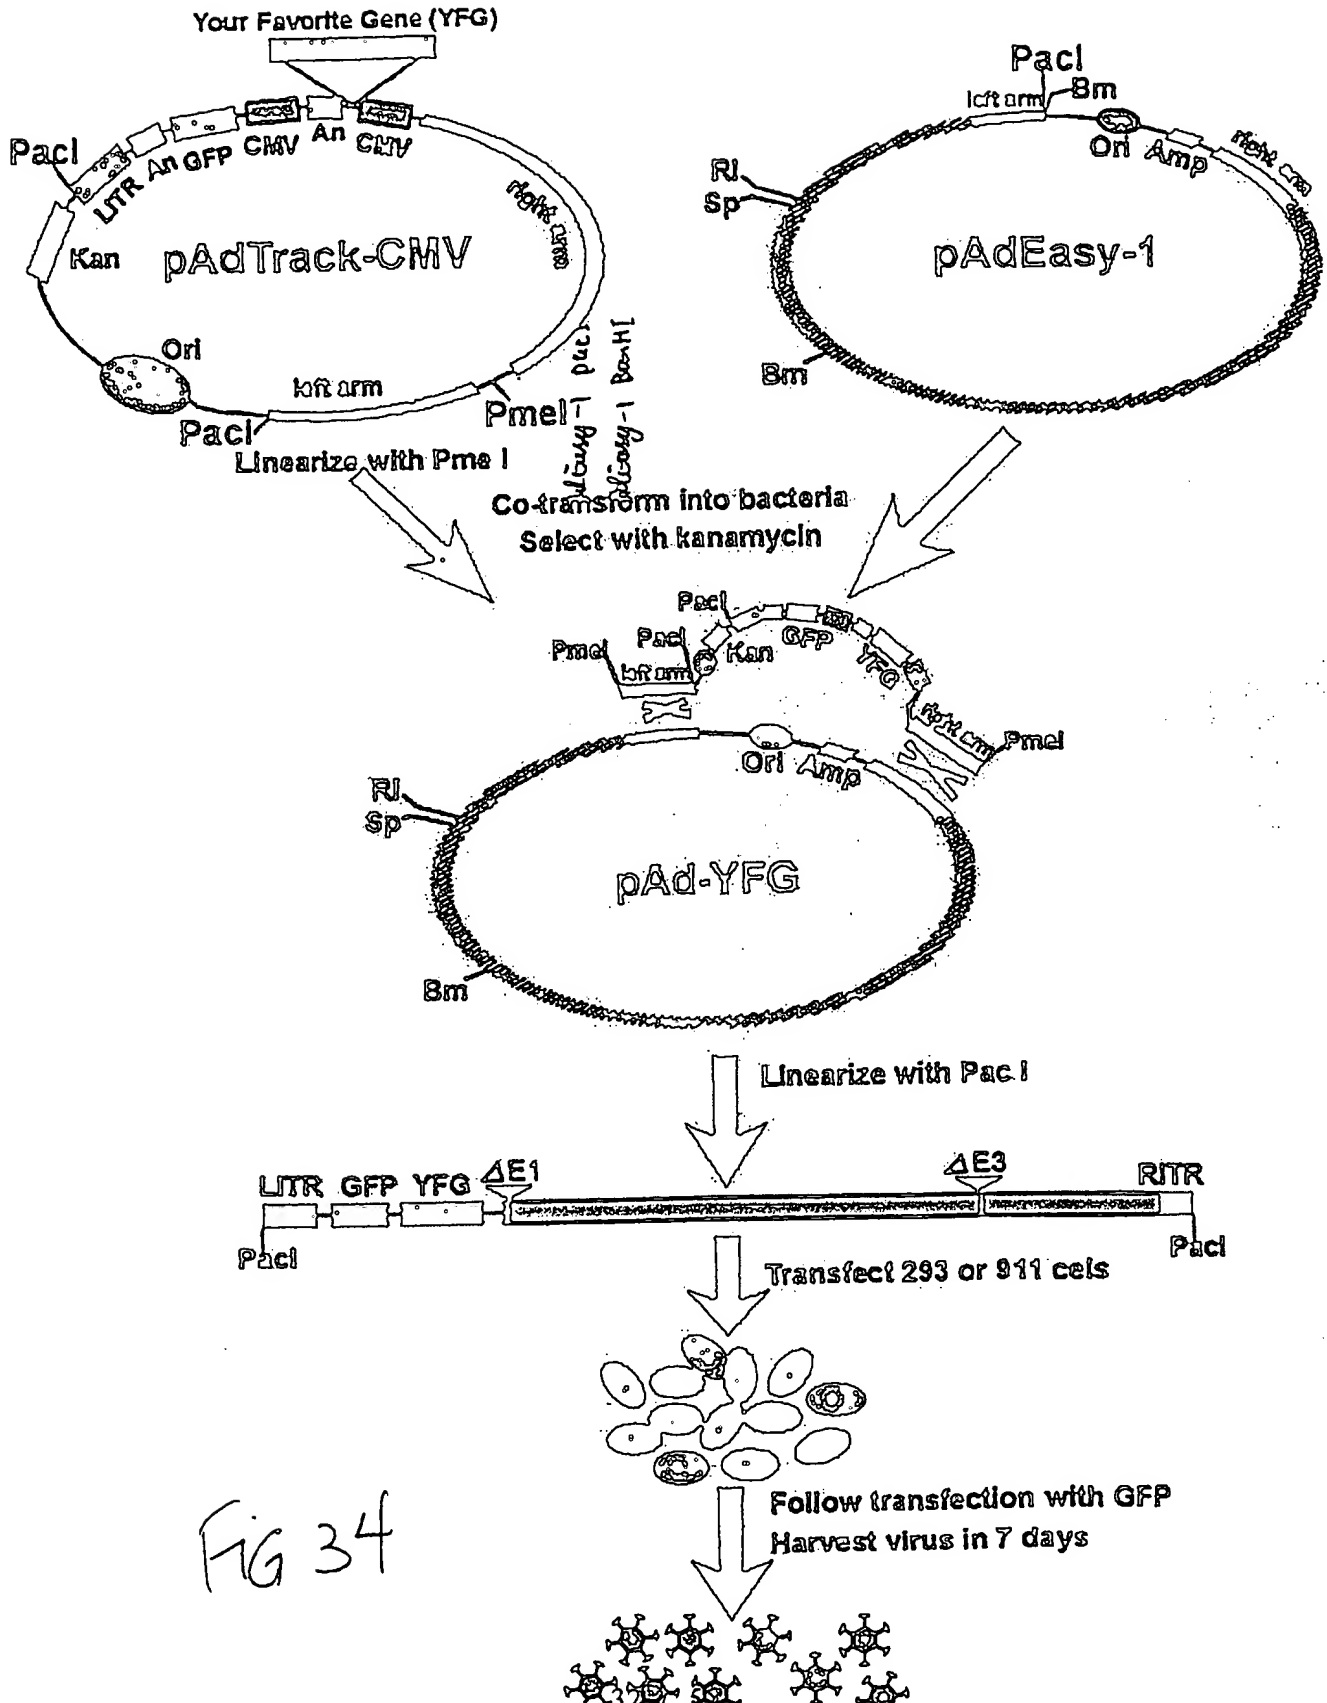 Your Favorite Gene (YFG)
PacI
LITR
An
GFP
CMV
An
CMV
right arm
Kan
pAdTrack-CMV
Ori
left arm
PacI
PmeI
Linearize with Pme I
PacI
left arm
Bm
Ori
Amp
right arm
RI
Sp
pAdEasy-1
Bm
PacI
BamHI
Co-transform into bacteria
Select with kanamycin
PmeI
left arm
PacI
PacI
Kan
GFP
YFG
right arm
PmeI
Ori
Amp
RI
Sp
pAd-YFG
Bm
Linearize with Pac I
LITR GFP YFG ΔE1 ΔE3 RITR
PacI
PacI
Transfect 293 or 911 cels
Follow transfection with GFP
Harvest virus in 7 days
FIG 34